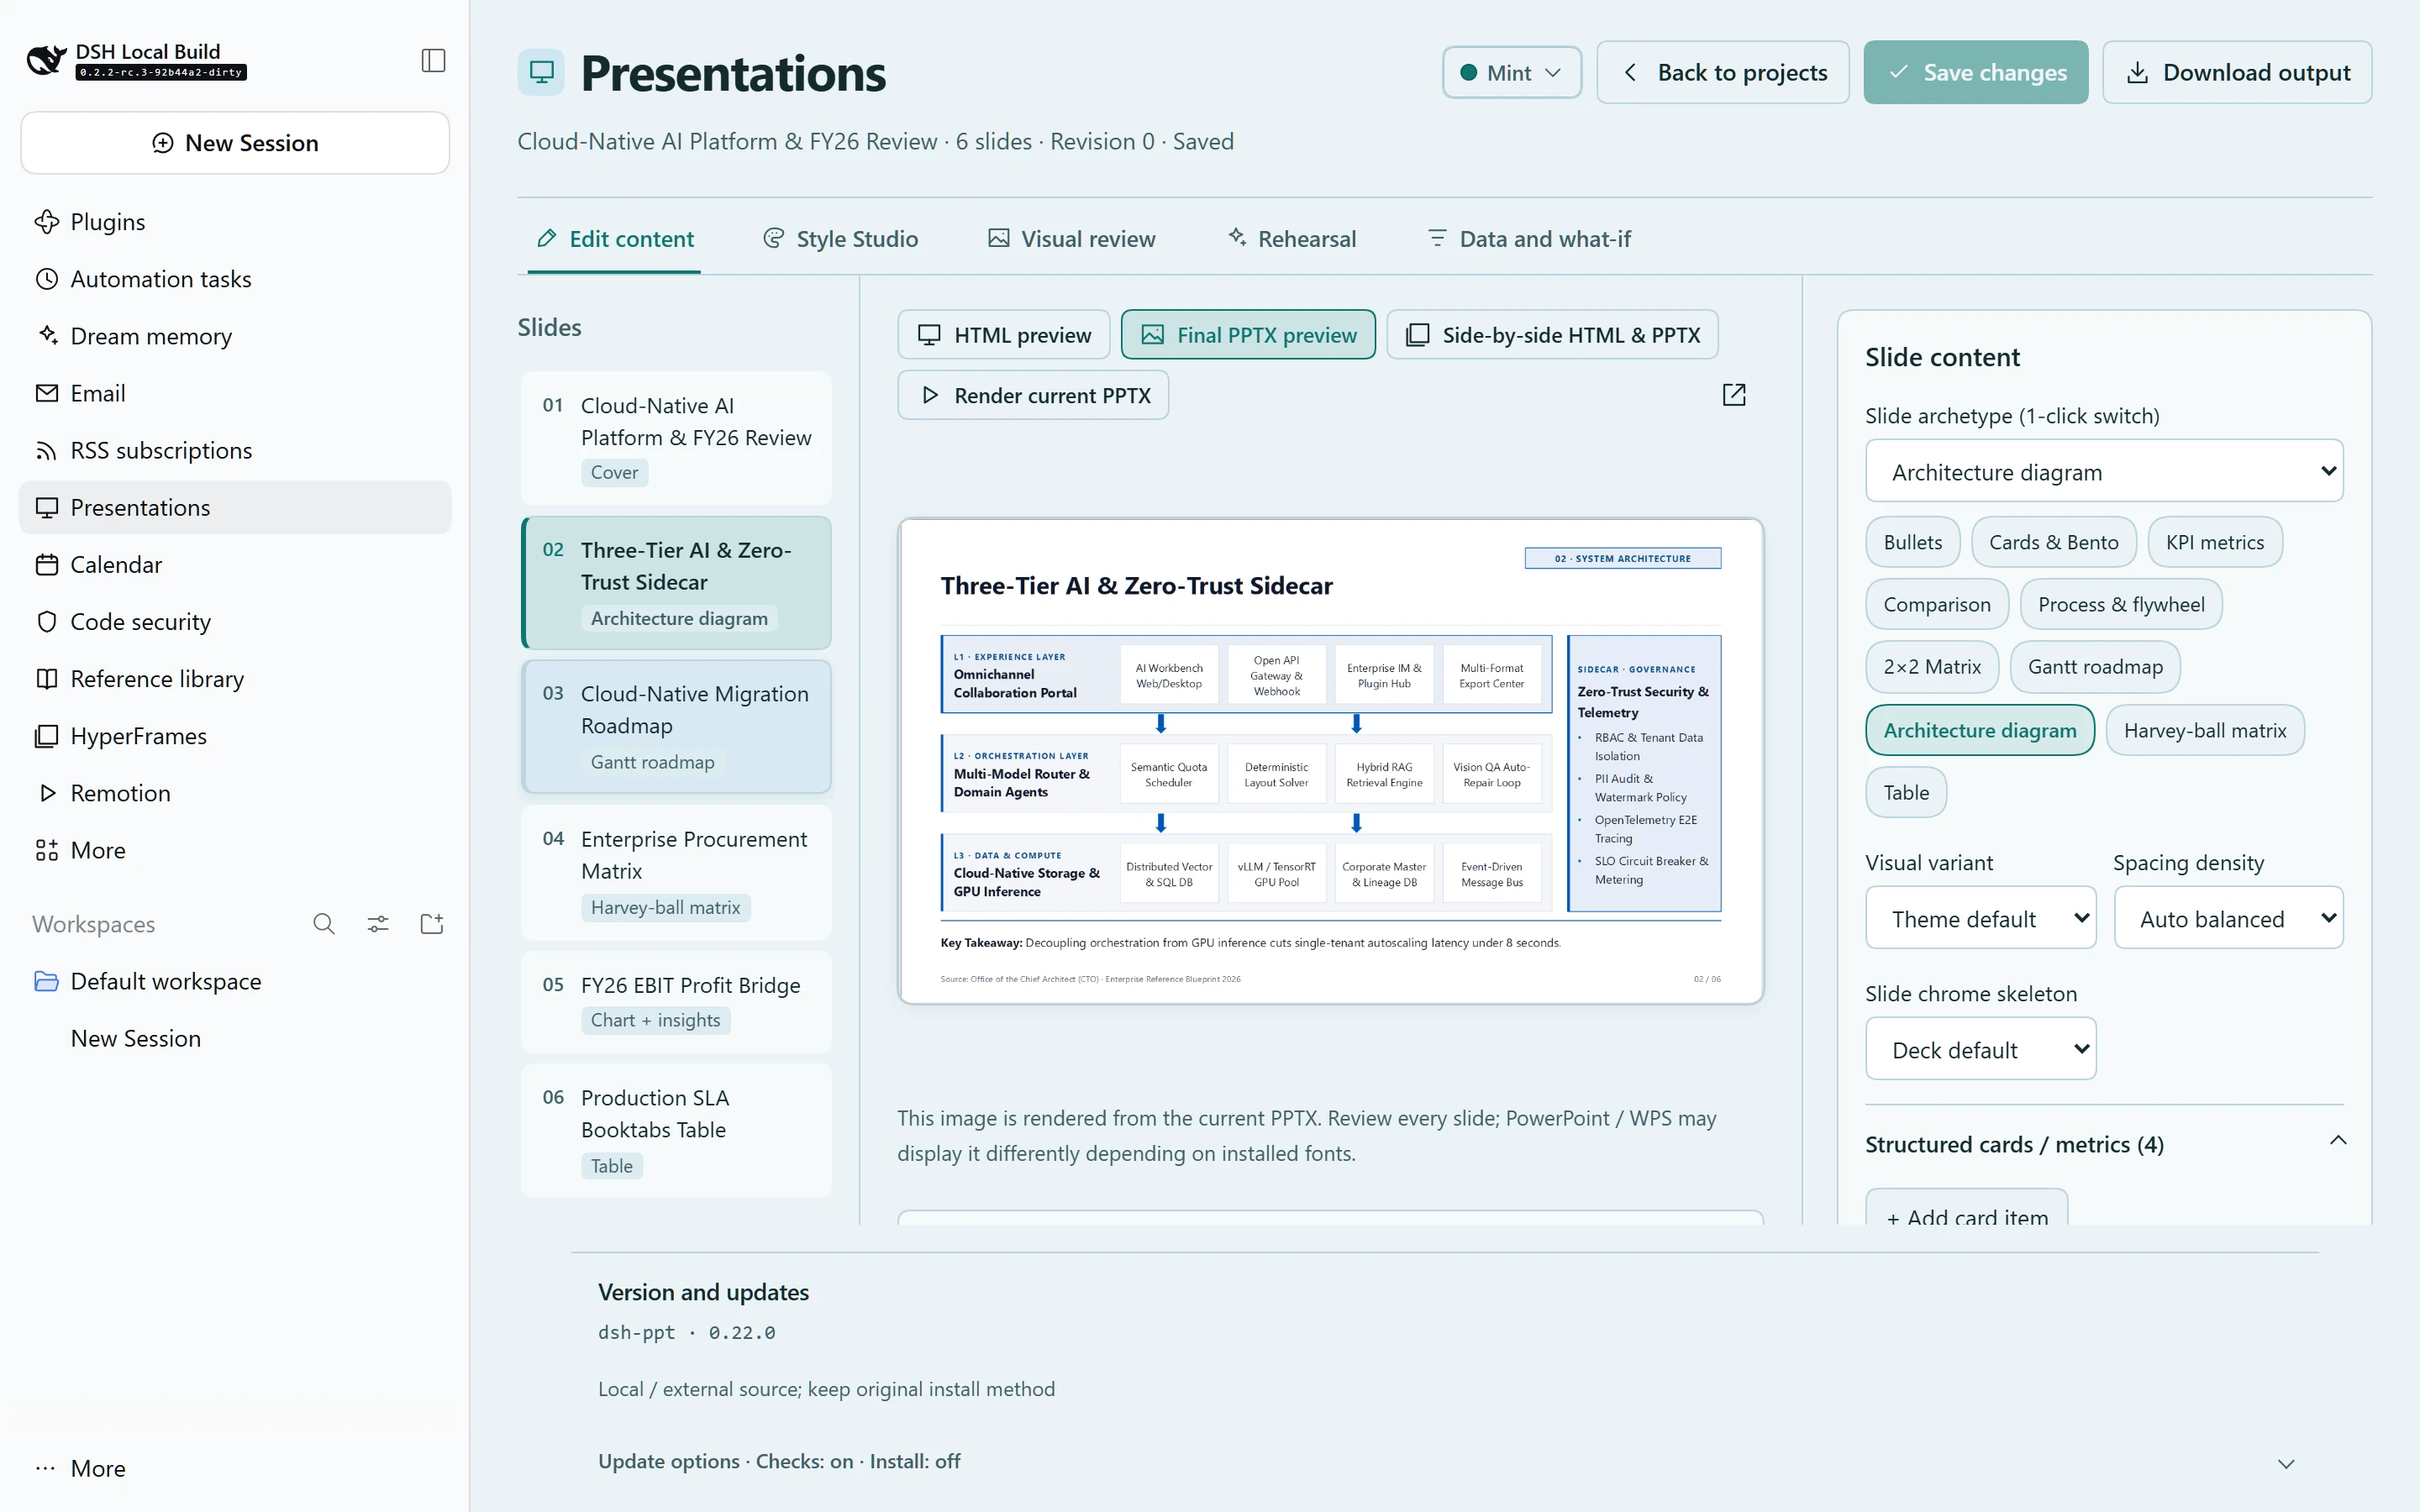 DSH Local Build
0.2.2-rc.3-92b44a2-dirty
New Session
Plugins
Automation tasks
Dream memory
Email
RSS subscriptions
Presentations
Calendar
Code security
Reference library
HyperFrames
Remotion
More
Workspaces
Default workspace
New Session
More
Presentations
Mint
Back to projects
Save changes
Download output
Cloud-Native AI Platform & FY26 Review · 6 slides · Revision 0 · Saved
Edit content
Style Studio
Visual review
Rehearsal
Data and what-if
Slides
01
Cloud-Native AI
Platform & FY26 Review
Cover
02
Three-Tier AI & Zero-
Trust Sidecar
Architecture diagram
03
Cloud-Native Migration
Roadmap
Gantt roadmap
04
Enterprise Procurement
Matrix
Harvey-ball matrix
05
FY26 EBIT Profit Bridge
Chart + insights
06
Production SLA
Booktabs Table
Table
HTML preview
Final PPTX preview
Side-by-side HTML & PPTX
Render current PPTX
02 · SYSTEM ARCHITECTURE
Three-Tier AI & Zero-Trust Sidecar
L1 · EXPERIENCE LAYER
Omnichannel
Collaboration Portal
AI Workbench
Web/Desktop
Open API
Gateway &
Webhook
Enterprise IM &
Plugin Hub
Multi-Format
Export Center
L2 · ORCHESTRATION LAYER
Multi-Model Router &
Domain Agents
Semantic Quota
Scheduler
Deterministic
Layout Solver
Hybrid RAG
Retrieval Engine
Vision QA Auto-
Repair Loop
L3 · DATA & COMPUTE
Cloud-Native Storage &
GPU Inference
Distributed Vector
& SQL DB
vLLM / TensorRT
GPU Pool
Corporate Master
& Lineage DB
Event-Driven
Message Bus
SIDECAR · GOVERNANCE
Zero-Trust Security &
Telemetry
• RBAC & Tenant Data
Isolation
• PII Audit &
Watermark Policy
• OpenTelemetry E2E
Tracing
• SLO Circuit Breaker &
Metering
Key Takeaway: Decoupling orchestration from GPU inference cuts single-tenant autoscaling latency under 8 seconds.
Source: Office of the Chief Architect (CTO) · Enterprise Reference Blueprint 2026
02 / 06
This image is rendered from the current PPTX. Review every slide; PowerPoint / WPS may
display it differently depending on installed fonts.
Slide content
Slide archetype (1-click switch)
Architecture diagram
Bullets
Cards & Bento
KPI metrics
Comparison
Process & flywheel
2×2 Matrix
Gantt roadmap
Architecture diagram
Harvey-ball matrix
Table
Visual variant
Spacing density
Theme default
Auto balanced
Slide chrome skeleton
Deck default
Structured cards / metrics (4)
+ Add card item
Version and updates
dsh-ppt · 0.22.0
Local / external source; keep original install method
Update options · Checks: on · Install: off